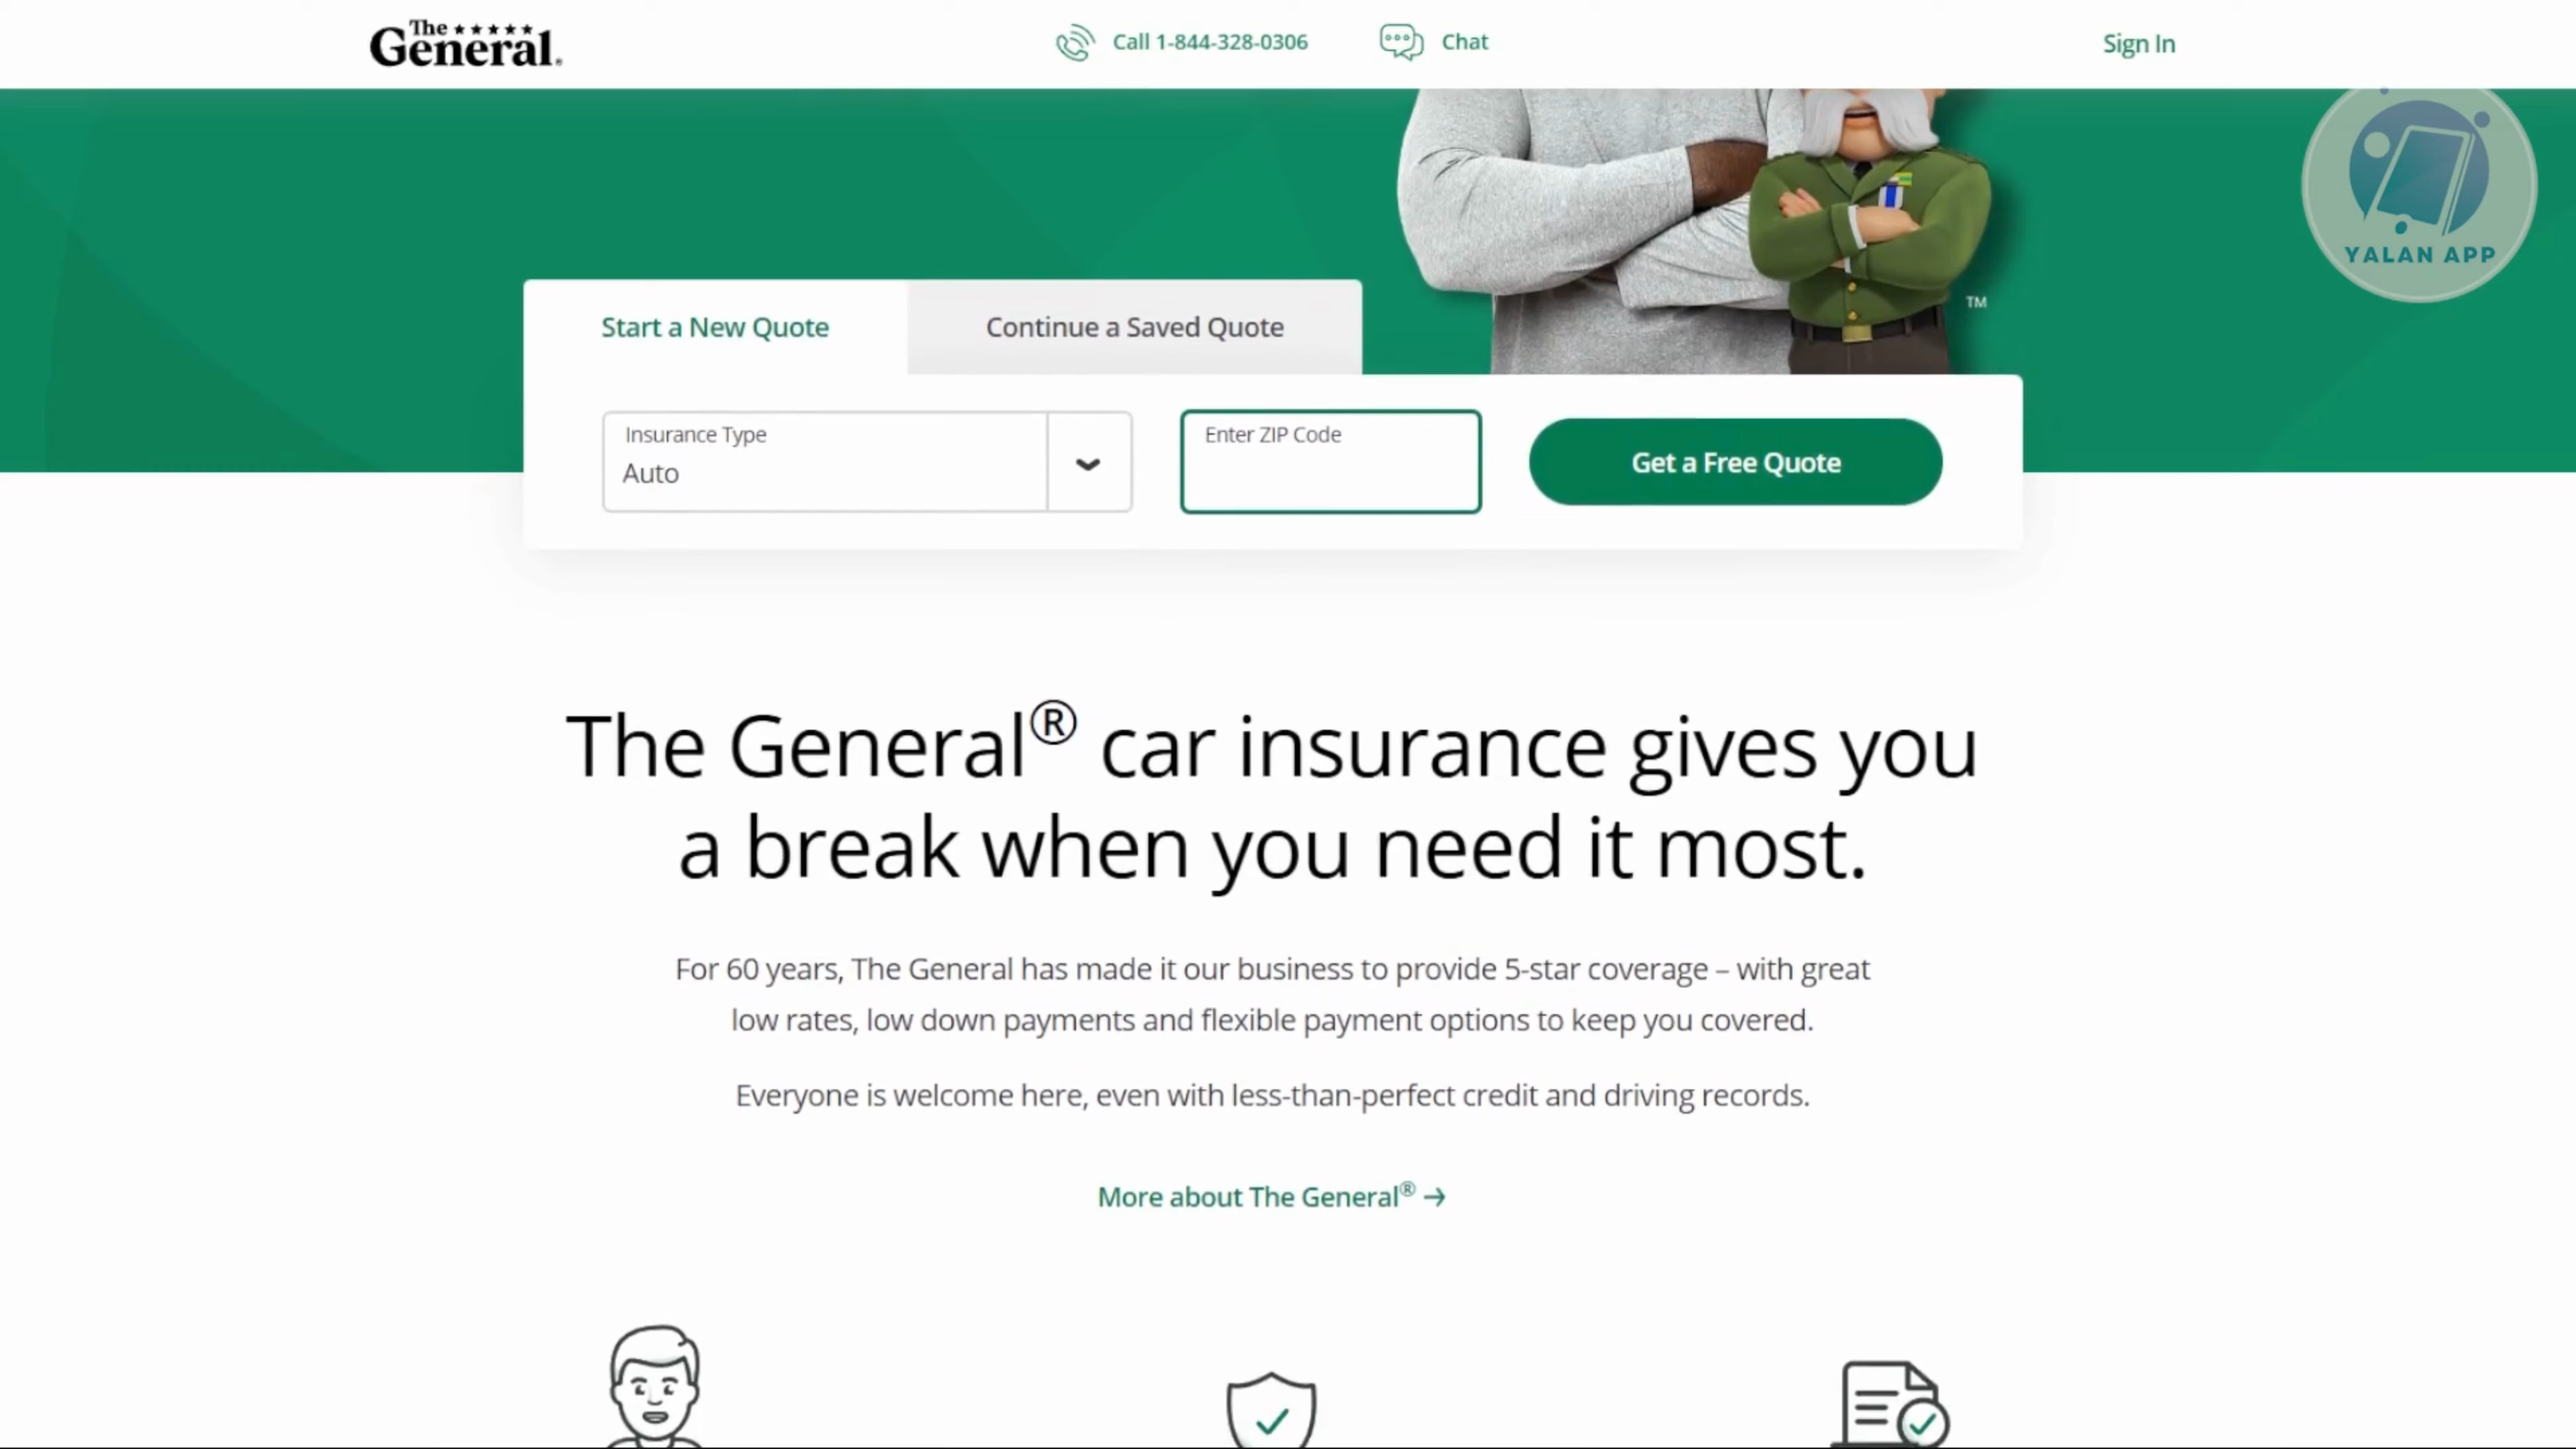 The
General®
Call 1-844-328-0306
Chat
Sign In
YALAN APP
TM
Start a New Quote
Continue a Saved Quote
Insurance Type
Auto
Enter ZIP Code
Get a Free Quote
The General® car insurance gives you
a break when you need it most.
For 60 years, The General has made it our business to provide 5-star coverage – with great
low rates, low down payments and flexible payment options to keep you covered.
Everyone is welcome here, even with less-than-perfect credit and driving records.
More about The General® →